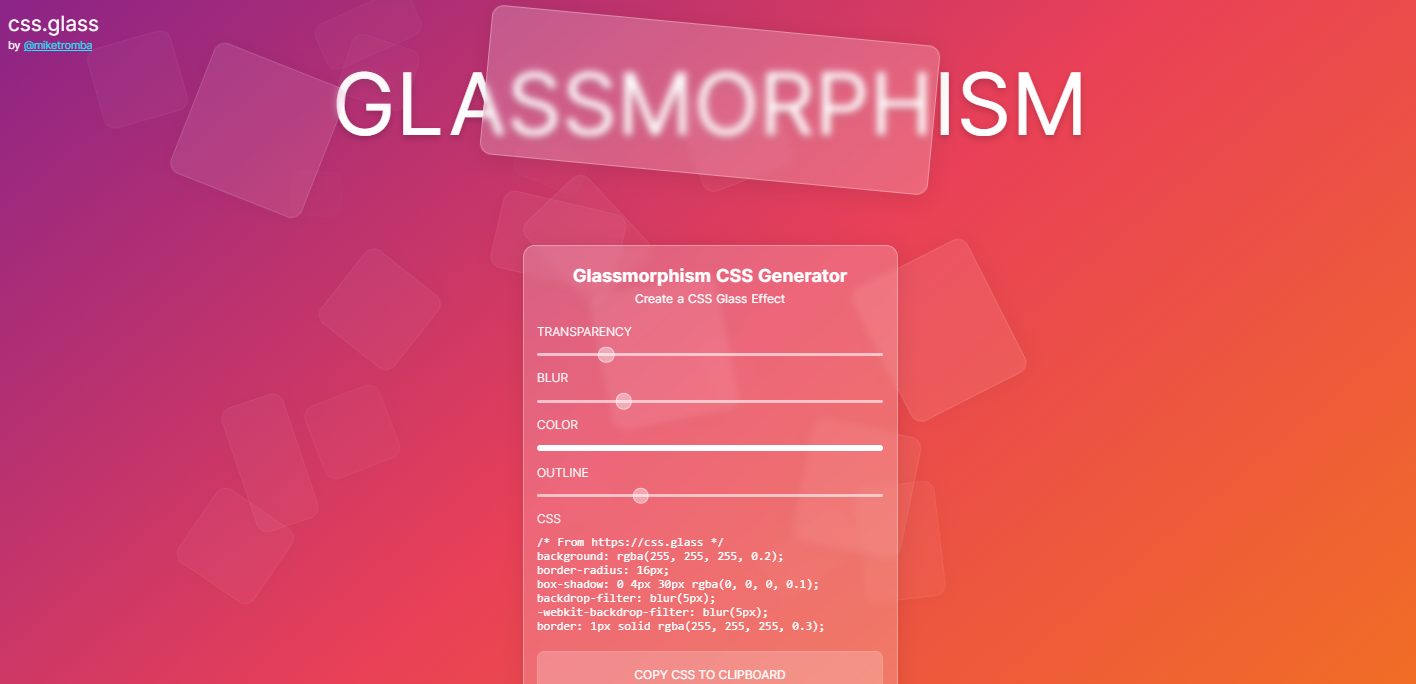 css.glass
by @miketromba
GLASSMORPHISM
Glassmorphism CSS Generator
Create a CSS Glass Effect
TRANSPARENCY
BLUR
COLOR
OUTLINE
CSS
/* From https://css.glass */
background: rgba(255, 255, 255, 0.2);
border-radius: 16px;
box-shadow: 0 4px 30px rgba(0, 0, 0, 0.1);
backdrop-filter: blur(5px);
-webkit-backdrop-filter: blur(5px);
border: 1px solid rgba(255, 255, 255, 0.3);
COPY CSS TO CLIPBOARD